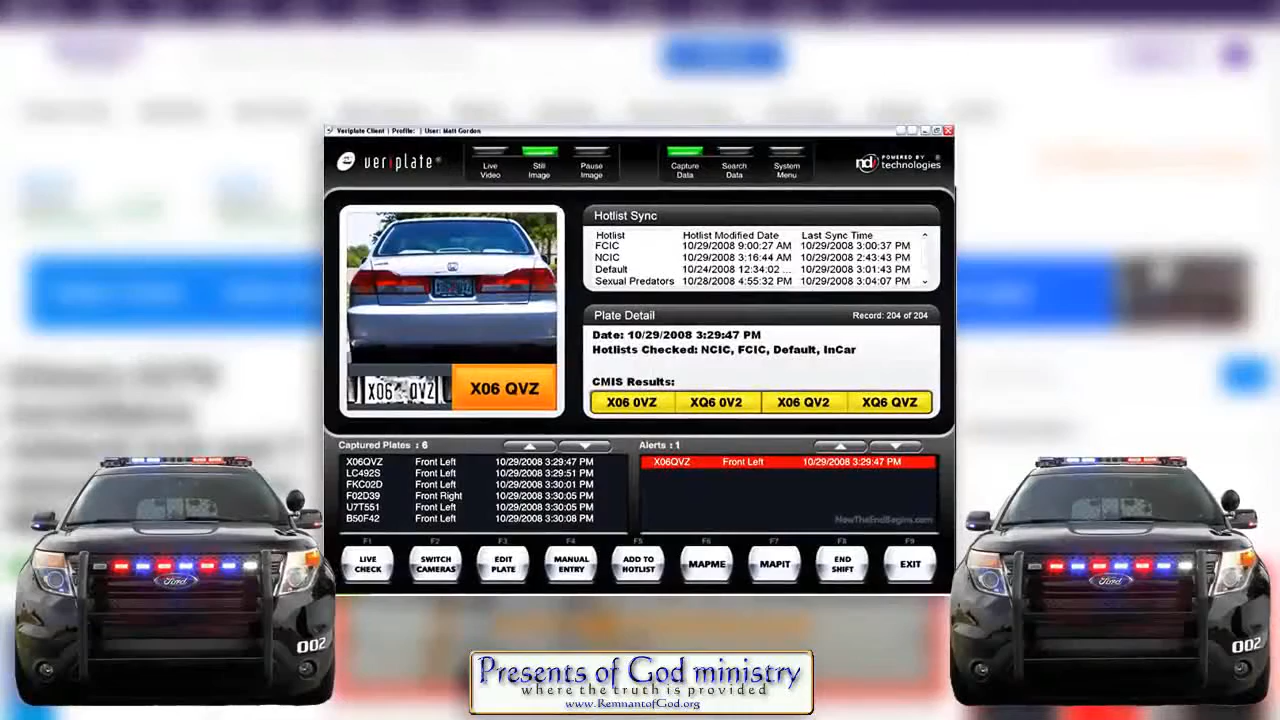 Veriplate Client | Profile: | User: Matt Gordon
veriplate
Live Video
Still Image
Pause Image
Capture Data
Search Data
System Menu
ndi POWERED BY technologies
Hotlist Sync
Hotlist Hotlist Modified Date Last Sync Time
FCIC 10/29/2008 9:00:27 AM 10/29/2008 3:00:37 PM
NCIC 10/29/2008 3:16:44 AM 10/29/2008 2:43:43 PM
Default 10/24/2008 12:34:02 ... 10/29/2008 3:01:43 PM
Sexual Predators 10/28/2008 4:55:32 PM 10/29/2008 3:04:07 PM
Plate Detail Record: 204 of 204
Date: 10/29/2008 3:29:47 PM
Hotlists Checked: NCIC, FCIC, Default, InCar
CMIS Results:
X06 0VZ XQ6 0V2 X06 QV2 XQ6 QVZ
X06 QVZ X06 QVZ
Captured Plates : 6
X06QVZ Front Left 10/29/2008 3:29:47 PM
LC492S Front Left 10/29/2008 3:29:51 PM
FKC02D Front Left 10/29/2008 3:30:01 PM
F02D39 Front Right 10/29/2008 3:30:05 PM
U7T551 Front Left 10/29/2008 3:30:05 PM
B50F42 Front Left 10/29/2008 3:30:08 PM
Alerts : 1
X06QVZ Front Left 10/29/2008 3:29:47 PM
NowTheEndBegins.com
F1 F2 F3 F4 F5 F6 F7 F8 F9
LIVE CHECK
SWITCH CAMERAS
EDIT PLATE
MANUAL ENTRY
ADD TO HOTLIST
MAPME
MAPIT
END SHIFT
EXIT
Ford
002
Ford
002
Presents of God ministry
where the truth is provided
www.RemnantofGod.org